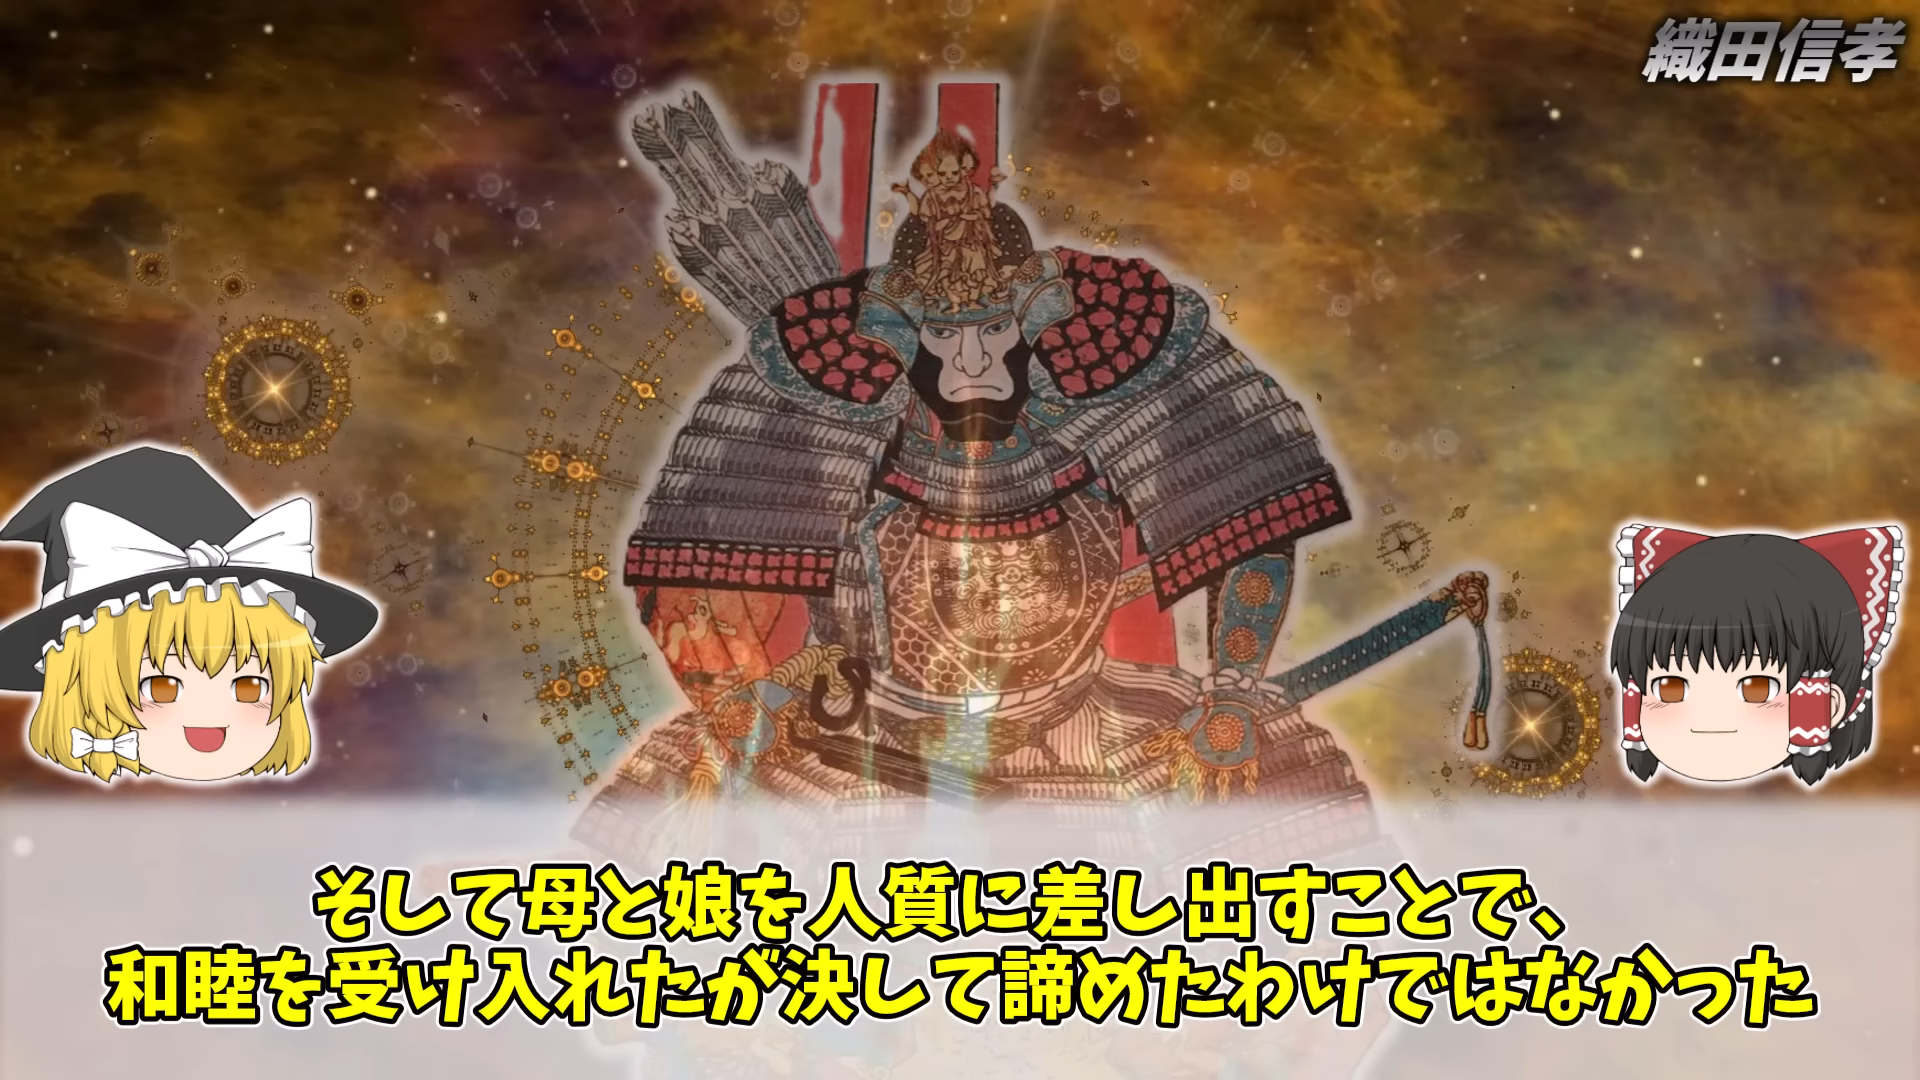 織田信孝
そして母と娘を人質に差し出すことで、
和睦を受け入れたが決して諦めたわけではなかった